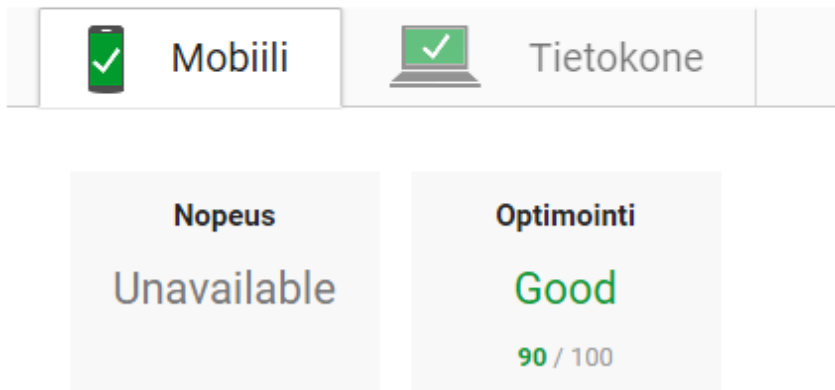 Mobiili Tietokone
Nopeus Optimointi
Unavailable Good
90 / 100